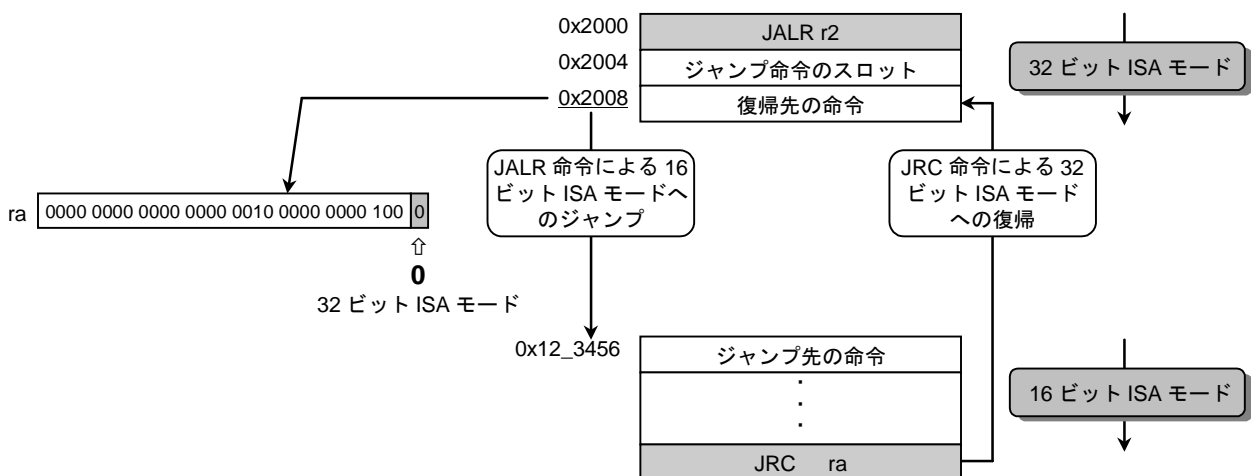 0x2000
JALR r2
0x2004
ジャンプ命令のスロット
0x2008
復帰先の命令
32 ビット ISA モード
JALR 命令による 16
ビット ISA モードへ
のジャンプ
JRC 命令による 32
ビット ISA モード
への復帰
ra
0000 0000 0000 0000 0010 0000 0000 100
0
⇧
0
32 ビット ISA モード
0x12_3456
ジャンプ先の命令
・
・
・
16 ビット ISA モード
JRC ra